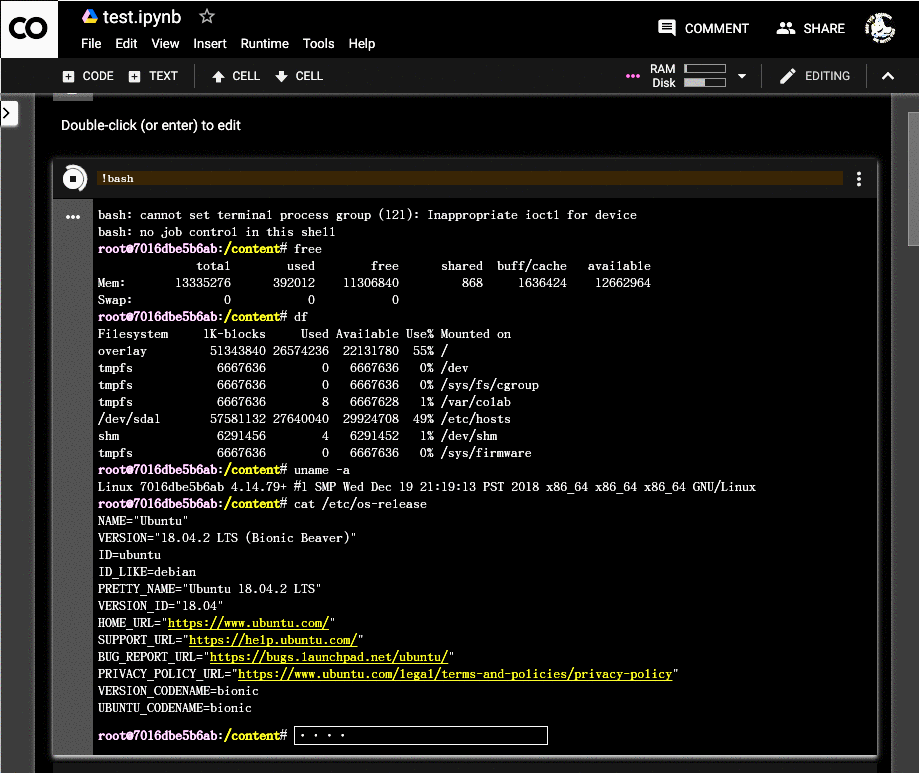 CO test.ipynb
File Edit View Insert Runtime Tools Help
COMMENT SHARE
CODE TEXT CELL CELL
RAM
Disk
EDITING
Double-click (or enter) to edit
!bash
bash: cannot set terminal process group (121): Inappropriate ioctl for device
bash: no job control in this shell
root@7016dbe5b6ab:/content# free
total used free shared buff/cache available
Mem: 13335276 392012 11306840 868 1636424 12662964
Swap: 0 0 0
root@7016dbe5b6ab:/content# df
Filesystem 1K-blocks Used Available Use% Mounted on
overlay 51343840 26574236 22131780 55% /
tmpfs 6667636 0 6667636 0% /dev
tmpfs 6667636 0 6667636 0% /sys/fs/cgroup
tmpfs 6667636 8 6667628 1% /var/colab
/dev/sda1 57581132 27640040 29924708 49% /etc/hosts
shm 6291456 4 6291452 1% /dev/shm
tmpfs 6667636 0 6667636 0% /sys/firmware
root@7016dbe5b6ab:/content# uname -a
Linux 7016dbe5b6ab 4.14.79+ #1 SMP Wed Dec 19 21:19:13 PST 2018 x86_64 x86_64 x86_64 GNU/Linux
root@7016dbe5b6ab:/content# cat /etc/os-release
NAME="Ubuntu"
VERSION="18.04.2 LTS (Bionic Beaver)"
ID=ubuntu
ID_LIKE=debian
PRETTY_NAME="Ubuntu 18.04.2 LTS"
VERSION_ID="18.04"
HOME_URL="https://www.ubuntu.com/"
SUPPORT_URL="https://help.ubuntu.com/"
BUG_REPORT_URL="https://bugs.launchpad.net/ubuntu/"
PRIVACY_POLICY_URL="https://www.ubuntu.com/legal/terms-and-policies/privacy-policy"
VERSION_CODENAME=bionic
UBUNTU_CODENAME=bionic
root@7016dbe5b6ab:/content# ····